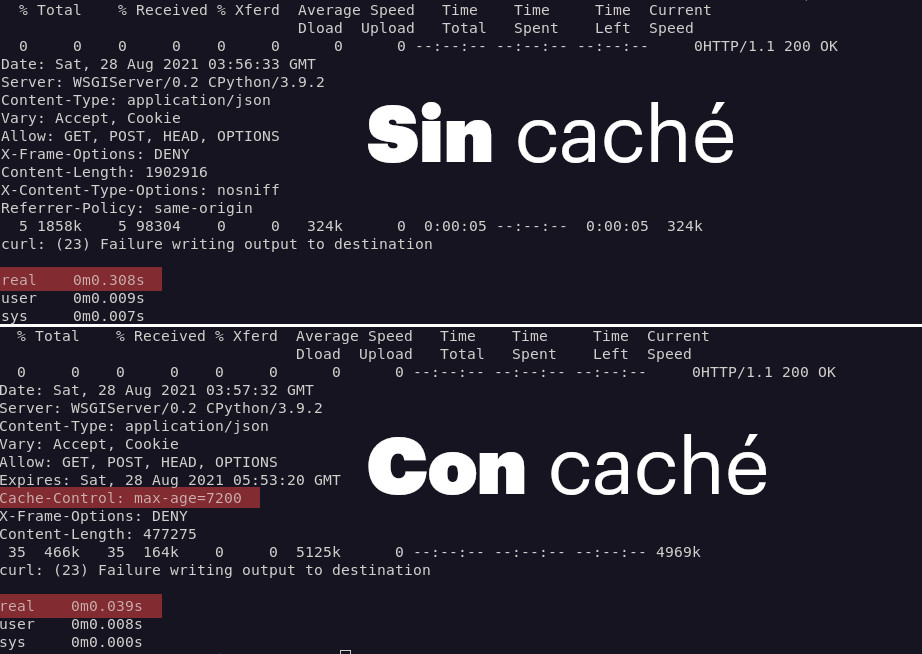 % Total    % Received % Xferd  Average Speed   Time    Time     Time  Current
Dload  Upload   Total   Spent    Left  Speed
0     0    0     0    0     0      0      0 --:--:-- --:--:-- --:--:--     0HTTP/1.1 200 OK
Date: Sat, 28 Aug 2021 03:56:33 GMT
Server: WSGIServer/0.2 CPython/3.9.2
Content-Type: application/json
Vary: Accept, Cookie
Allow: GET, POST, HEAD, OPTIONS
X-Frame-Options: DENY
Content-Length: 1902916
X-Content-Type-Options: nosniff
Referrer-Policy: same-origin
Sin caché
5 1858k    5 98304    0     0   324k      0  0:00:05 --:--:--  0:00:05  324k
curl: (23) Failure writing output to destination
real    0m0.308s
user    0m0.009s
sys     0m0.007s
% Total    % Received % Xferd  Average Speed   Time    Time     Time  Current
Dload  Upload   Total   Spent    Left  Speed
0     0    0     0    0     0      0      0 --:--:-- --:--:-- --:--:--     0HTTP/1.1 200 OK
Date: Sat, 28 Aug 2021 03:57:32 GMT
Server: WSGIServer/0.2 CPython/3.9.2
Content-Type: application/json
Vary: Accept, Cookie
Allow: GET, POST, HEAD, OPTIONS
Expires: Sat, 28 Aug 2021 05:53:20 GMT
Cache-Control: max-age=7200
X-Frame-Options: DENY
Content-Length: 477275
Con caché
35  466k   35  164k    0     0  5125k      0 --:--:-- --:--:-- --:--:-- 4969k
curl: (23) Failure writing output to destination
real    0m0.039s
user    0m0.008s
sys     0m0.000s